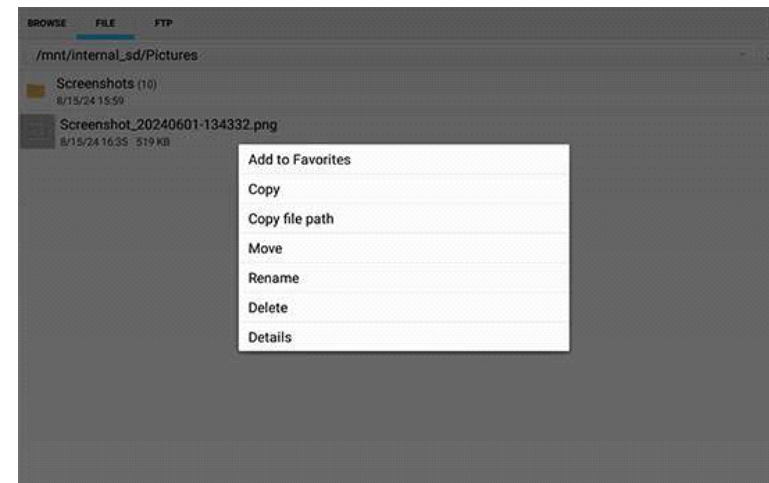 BROWSE FILE FTP
/mnt/internal_sd/Pictures
Screenshots (10)
8/15/24 15:59
Screenshot_20240601-134332.png
8/15/24 16:35 519 KB
Add to Favorites
Copy
Copy file path
Move
Rename
Delete
Details